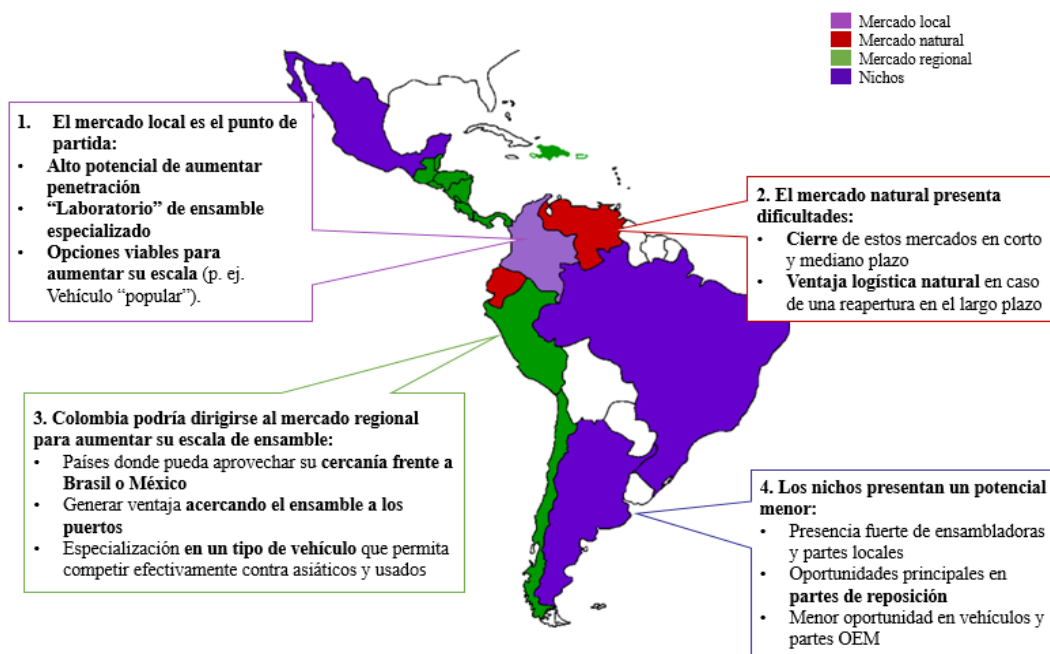 Mercado local
Mercado natural
Mercado regional
Nichos
1. El mercado local es el punto de
partida:
• Alto potencial de aumentar
penetración
• “Laboratorio” de ensamble
especializado
• Opciones viables para
aumentar su escala (p. ej.
Vehículo “popular”).
2. El mercado natural presenta
dificultades:
• Cierre de estos mercados en corto
y mediano plazo
• Ventaja logística natural en caso
de una reapertura en el largo plazo
3. Colombia podría dirigirse al mercado regional
para aumentar su escala de ensamble:
• Países donde pueda aprovechar su cercanía frente a
Brasil o México
• Generar ventaja acercando el ensamble a los
puertos
• Especialización en un tipo de vehículo que permita
competir efectivamente contra asiáticos y usados
4. Los nichos presentan un potencial
menor:
• Presencia fuerte de ensambladoras
y partes locales
• Oportunidades principales en
partes de reposición
• Menor oportunidad en vehículos y
partes OEM